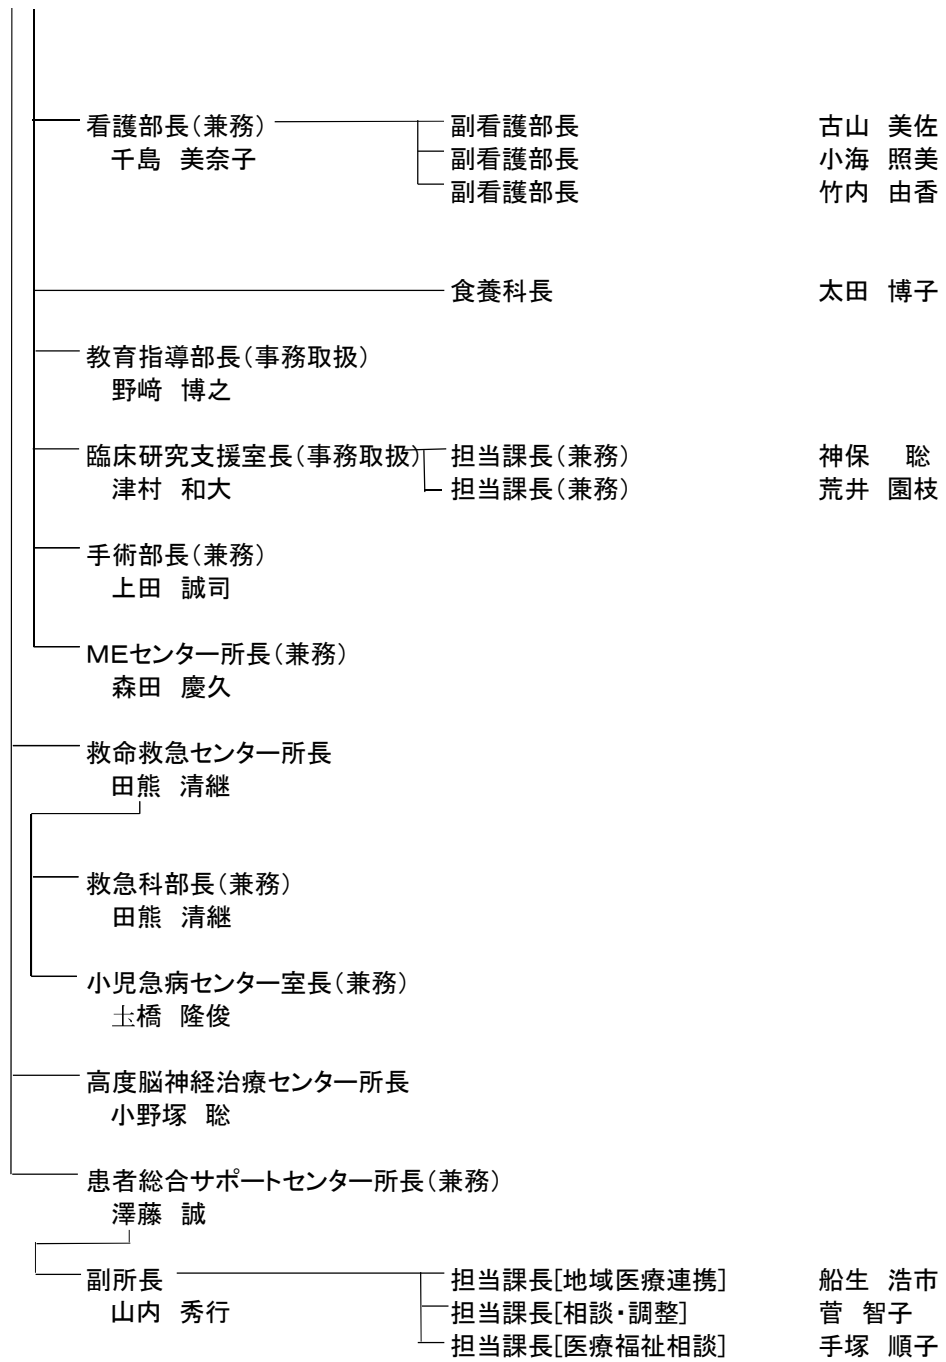 看護部長（兼務） 副看護部長 古山 美佐
千島 美奈子 副看護部長 小海 照美
副看護部長 竹内 由香
食養科長 太田 博子
教育指導部長（事務取扱）
野﨑 博之
臨床研究支援室長（事務取扱） 担当課長（兼務） 神保 聡
津村 和大 担当課長（兼務） 荒井 園枝
手術部長（兼務）
上田 誠司
MEセンター所長（兼務）
森田 慶久
救命救急センター所長
田熊 清継
救急科部長（兼務）
田熊 清継
小児急病センター室長（兼務）
圡橋 隆俊
高度脳神経治療センター所長
小野塚 聡
患者総合サポートセンター所長（兼務）
澤藤 誠
副所長 担当課長[地域医療連携] 船生 浩市
山内 秀行 担当課長[相談・調整] 菅 智子
担当課長[医療福祉相談] 手塚 順子